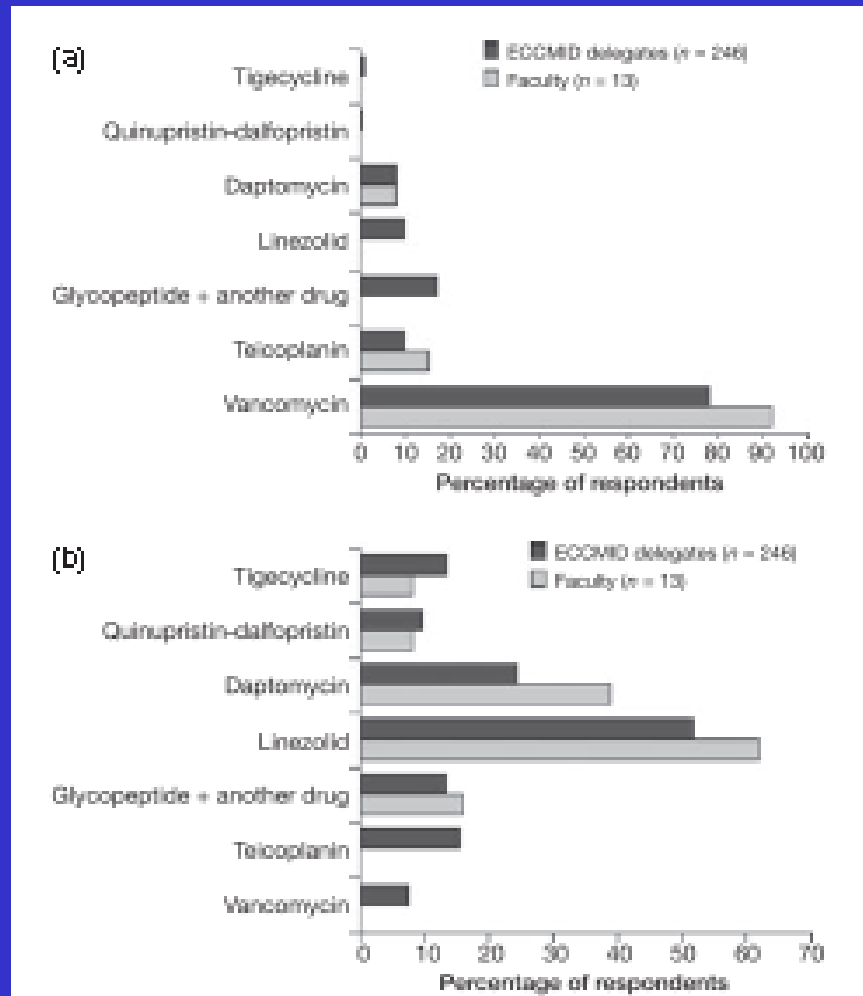 (a)
ECCMID delegates (n = 246)
Faculty (n = 13)
Tigecycline
Quinupristin-dalfopristin
Daptomycin
Linezolid
Glycopeptide + another drug
Teicoplanin
Vancomycin
0 10 20 30 40 50 60 70 80 90 100
Percentage of respondents
(b)
ECCMID delegates (n = 246)
Faculty (n = 13)
Tigecycline
Quinupristin-dalfopristin
Daptomycin
Linezolid
Glycopeptide + another drug
Teicoplanin
Vancomycin
0 10 20 30 40 50 60 70
Percentage of respondents